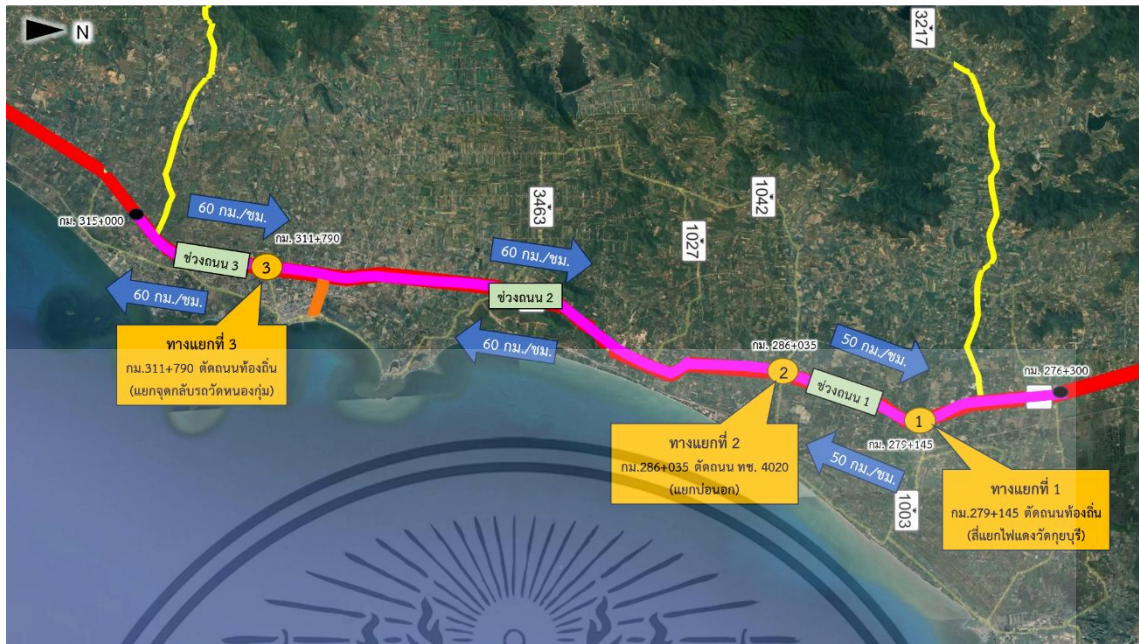 N
3217
กม. 315+000
60 กม./ชม.
กม. 311+790
3463
1042
1027
60 กม./ชม.
ช่วงถนน 3
3
60 กม./ชม.
ช่วงถนน 2
60 กม./ชม.
กม. 286+035
50 กม./ชม.
กม. 276+300
2
ช่วงถนน 1
1
กม. 279+145
50 กม./ชม.
1003
ทางแยกที่ 3
กม.311+790 ตัดถนนท้องถิ่น
(แยกจุดกลับรถวัดหนองกุ่ม)
ทางแยกที่ 2
กม.286+035 ตัดถนน ทช. 4020
(แยกบ่อนอก)
ทางแยกที่ 1
กม.279+145 ตัดถนนท้องถิ่น
(สี่แยกไฟแดงวัดกุยบุรี)